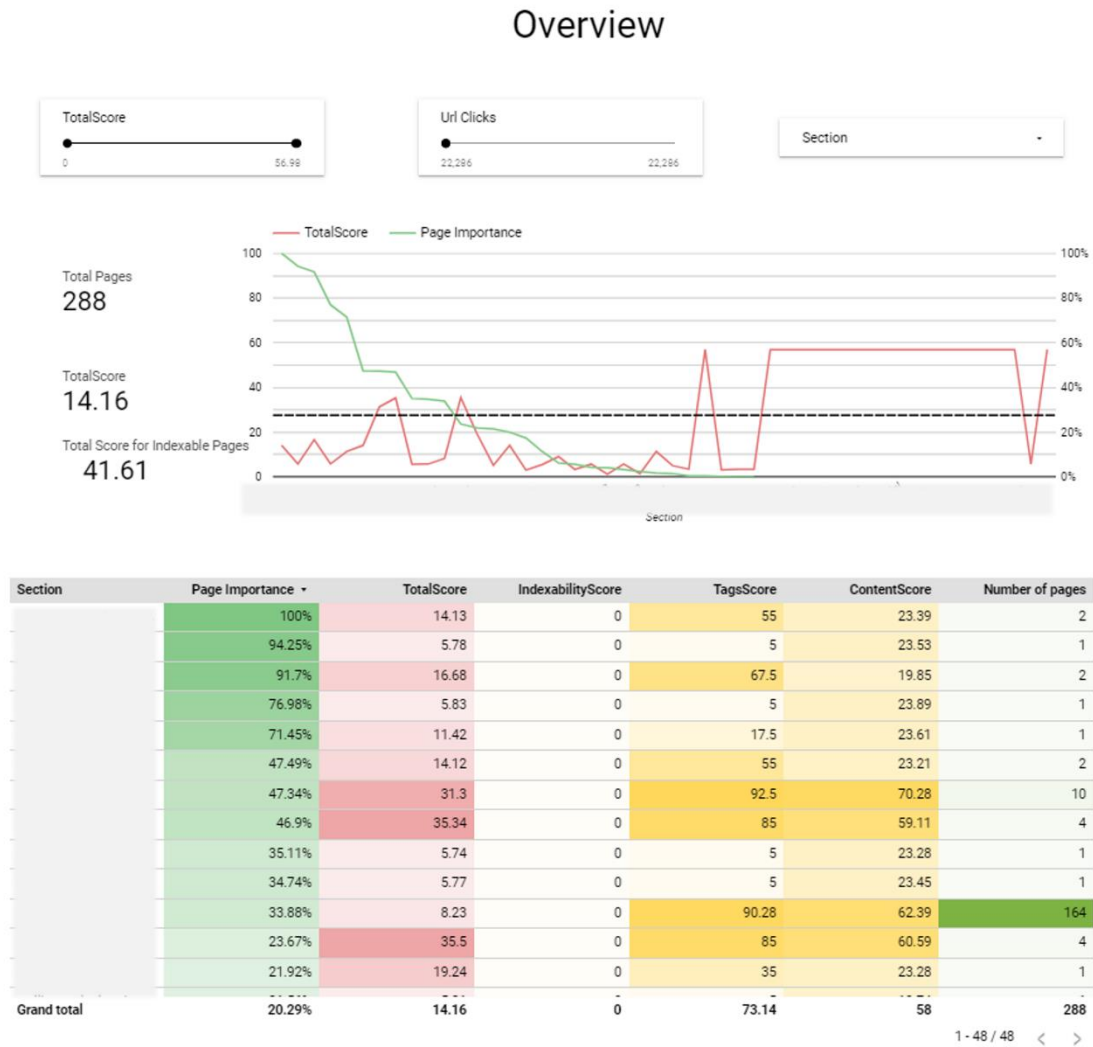 Overview
TotalScore
0 56.98
Url Clicks
22,286 22,286
Section
TotalScore Page Importance
100 100%
80 80%
60 60%
40 40%
20 20%
0 0%
Section
Total Pages
288
TotalScore
14.16
Total Score for Indexable Pages
41.61
Section Page Importance TotalScore IndexabilityScore TagsScore ContentScore Number of pages
100% 14.13 0 55 23.39 2
94.25% 5.78 0 5 23.53 1
91.7% 16.68 0 67.5 19.85 2
76.98% 5.83 0 5 23.89 1
71.45% 11.42 0 17.5 23.61 1
47.49% 14.12 0 55 23.21 2
47.34% 31.3 0 92.5 70.28 10
46.9% 35.34 0 85 59.11 4
35.11% 5.74 0 5 23.28 1
34.74% 5.77 0 5 23.45 1
33.88% 8.23 0 90.28 62.39 164
23.67% 35.5 0 85 60.59 4
21.92% 19.24 0 35 23.28 1
Grand total 20.29% 14.16 0 73.14 58 288
1 - 48 / 48